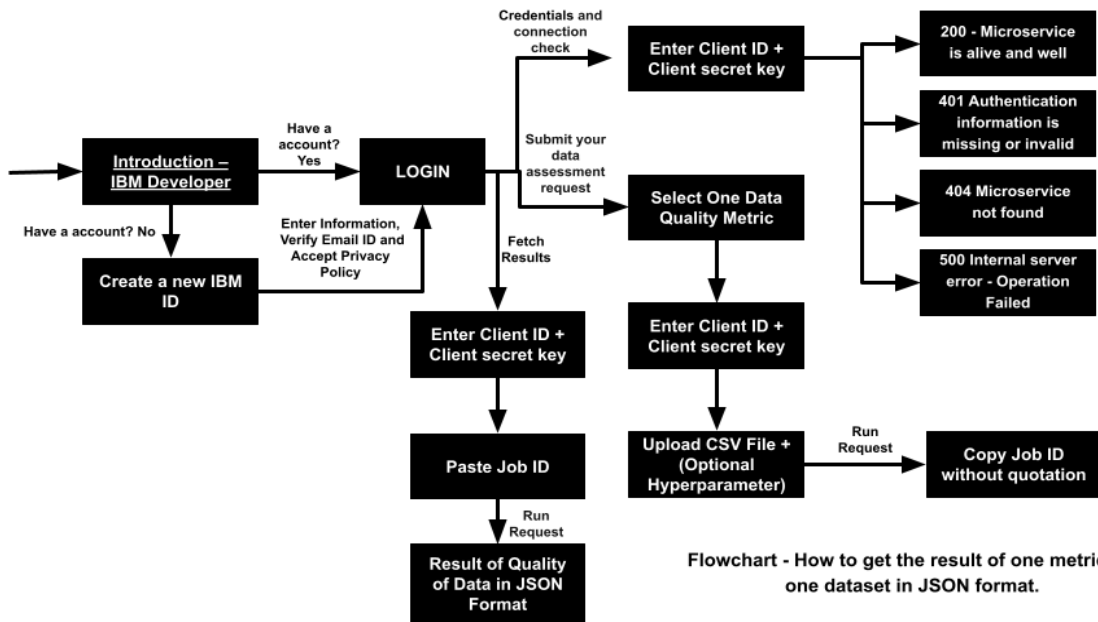 Credentials and
connection
check
Enter Client ID +
Client secret key
200 - Microservice
is alive and well
401 Authentication
information is
missing or invalid
404 Microservice
not found
500 Internal server
error - Operation
Failed
Introduction –
IBM Developer
Have a
account?
Yes
LOGIN
Submit your
data
assessment
request
Select One Data
Quality Metric
Have a account? No
Enter Information,
Verify Email ID and
Accept Privacy
Policy
Create a new IBM
ID
Fetch
Results
Enter Client ID +
Client secret key
Enter Client ID +
Client secret key
Paste Job ID
Upload CSV File +
(Optional
Hyperparameter)
Run
Request
Copy Job ID
without quotation
Run
Request
Result of Quality
of Data in JSON
Format
Flowchart - How to get the result of one metric
one dataset in JSON format.